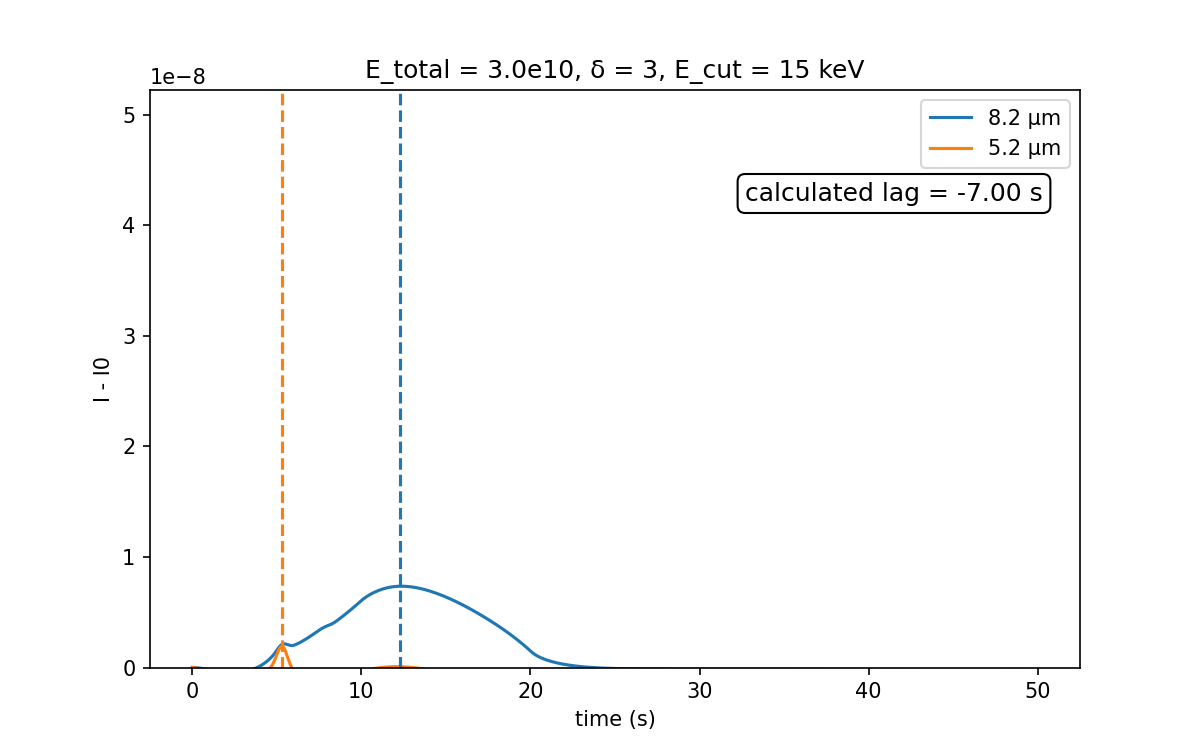 E_total = 3.0e10, δ = 3, E_cut = 15 keV
1e−8
8.2 μm
5.2 μm
calculated lag = -7.00 s
5
4
3
2
1
0
I - I0
0 10 20 30 40 50
time (s)